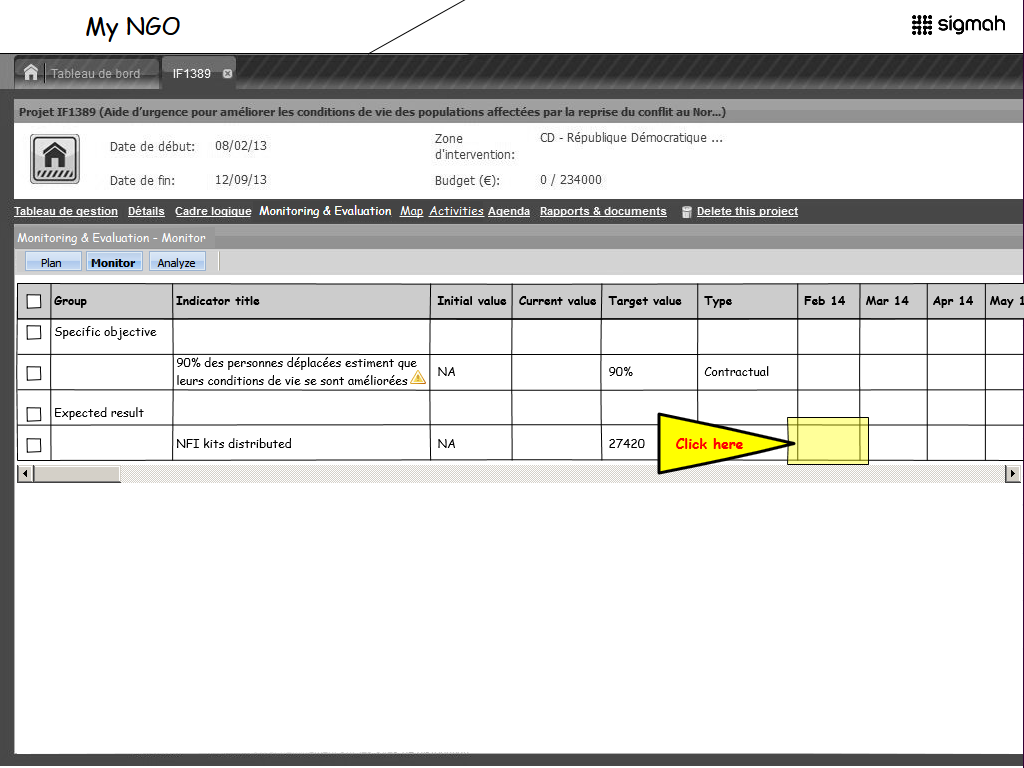 My NGO
sigmah
Tableau de bord
IF1389
Projet IF1389 (Aide d'urgence pour améliorer les conditions de vie des populations affectées par la reprise du conflit au Nor...)
Date de début: 08/02/13 Zone d'intervention: CD - République Démocratique ...
Date de fin: 12/09/13 Budget (€): 0 / 234000
Tableau de gestion Détails Cadre logique Monitoring & Evaluation Map Activities Agenda Rapports & documents Delete this project
Monitoring & Evaluation - Monitor
Plan Monitor Analyze
Group Indicator title Initial value Current value Target value Type Feb 14 Mar 14 Apr 14 May 1
Specific objective
90% des personnes déplacées estiment que
leurs conditions de vie se sont améliorées NA 90% Contractual
Expected result
NFI kits distributed NA 27420 Click here